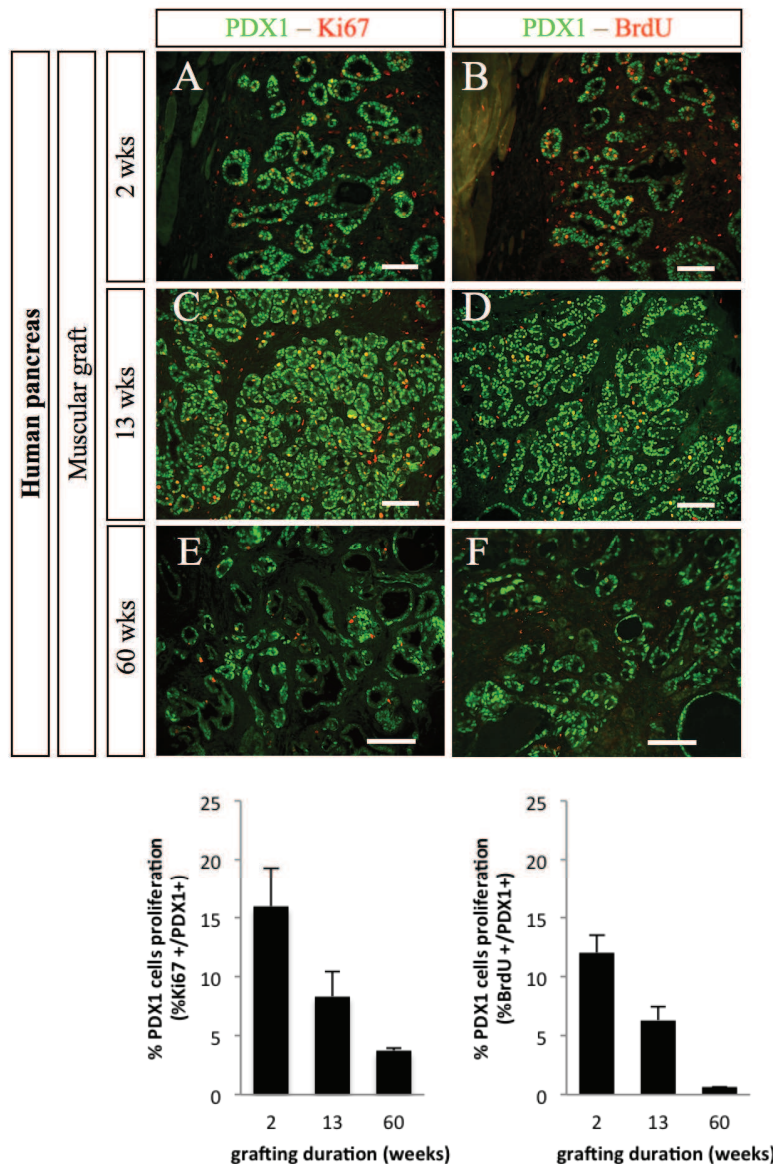 PDX1 – Ki67
PDX1 – BrdU
Human pancreas
Muscular graft
2 wks
13 wks
60 wks
A
B
C
D
E
F
% PDX1 cells proliferation
(%Ki67 +/PDX1+)
25
20
15
10
5
0
2 13 60
grafting duration (weeks)
% PDX1 cells proliferation
(%BrdU +/PDX1+)
25
20
15
10
5
0
2 13 60
grafting duration (weeks)